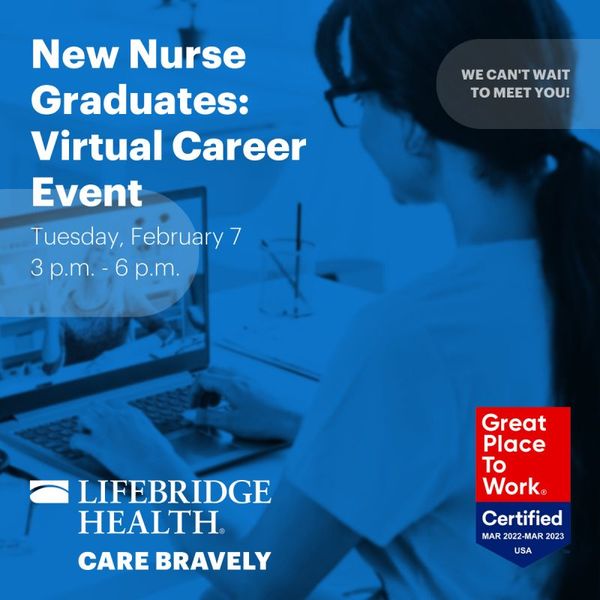 New Nurse
Graduates:
Virtual Career
Event
Tuesday, February 7
3 p.m. - 6 p.m.
WE CAN'T WAIT
TO MEET YOU!
Great
Place
To
Work®
Certified
MAR 2022-MAR 2023
USA
LIFEBRIDGE
HEALTH®
CARE BRAVELY